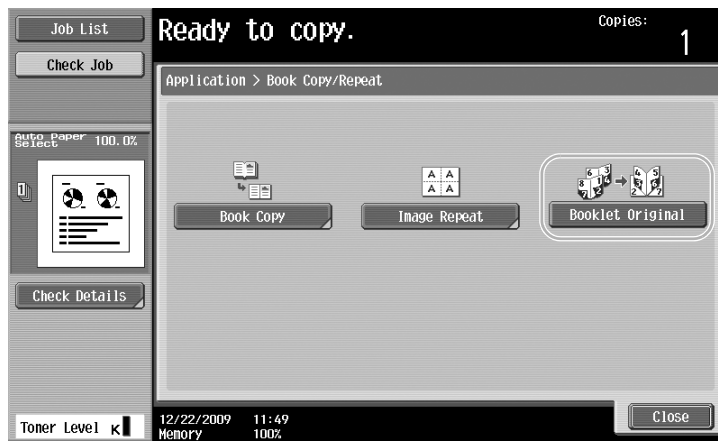 Job List
Check Job
Ready to copy.
Copies:
1
Application > Book Copy/Repeat
Auto Paper
Select
100.0%
1
Book Copy
A A
A A
Image Repeat
Booklet Original
Check Details
Toner Level K
12/22/2009 11:49
Memory 100%
Close